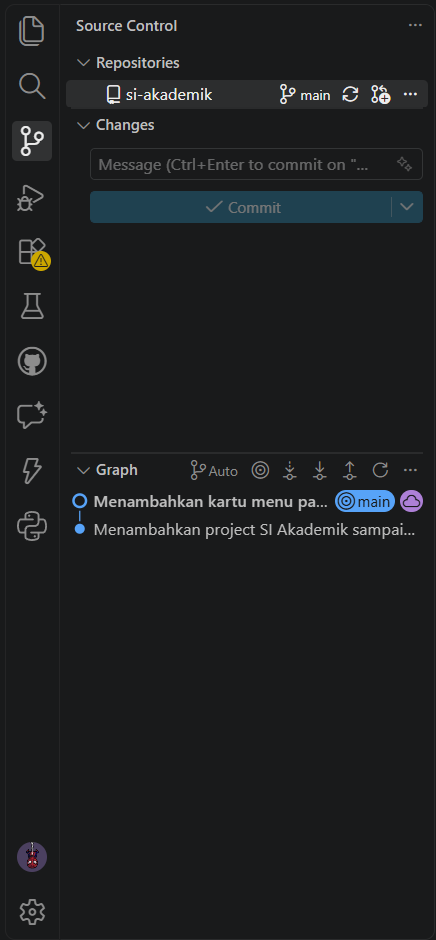 Source Control
Repositories
si-akademik main
Changes
Message (Ctrl+Enter to commit on "...
Commit
Graph Auto
Menambahkan kartu menu pa... main
Menambahkan project SI Akademik sampai...